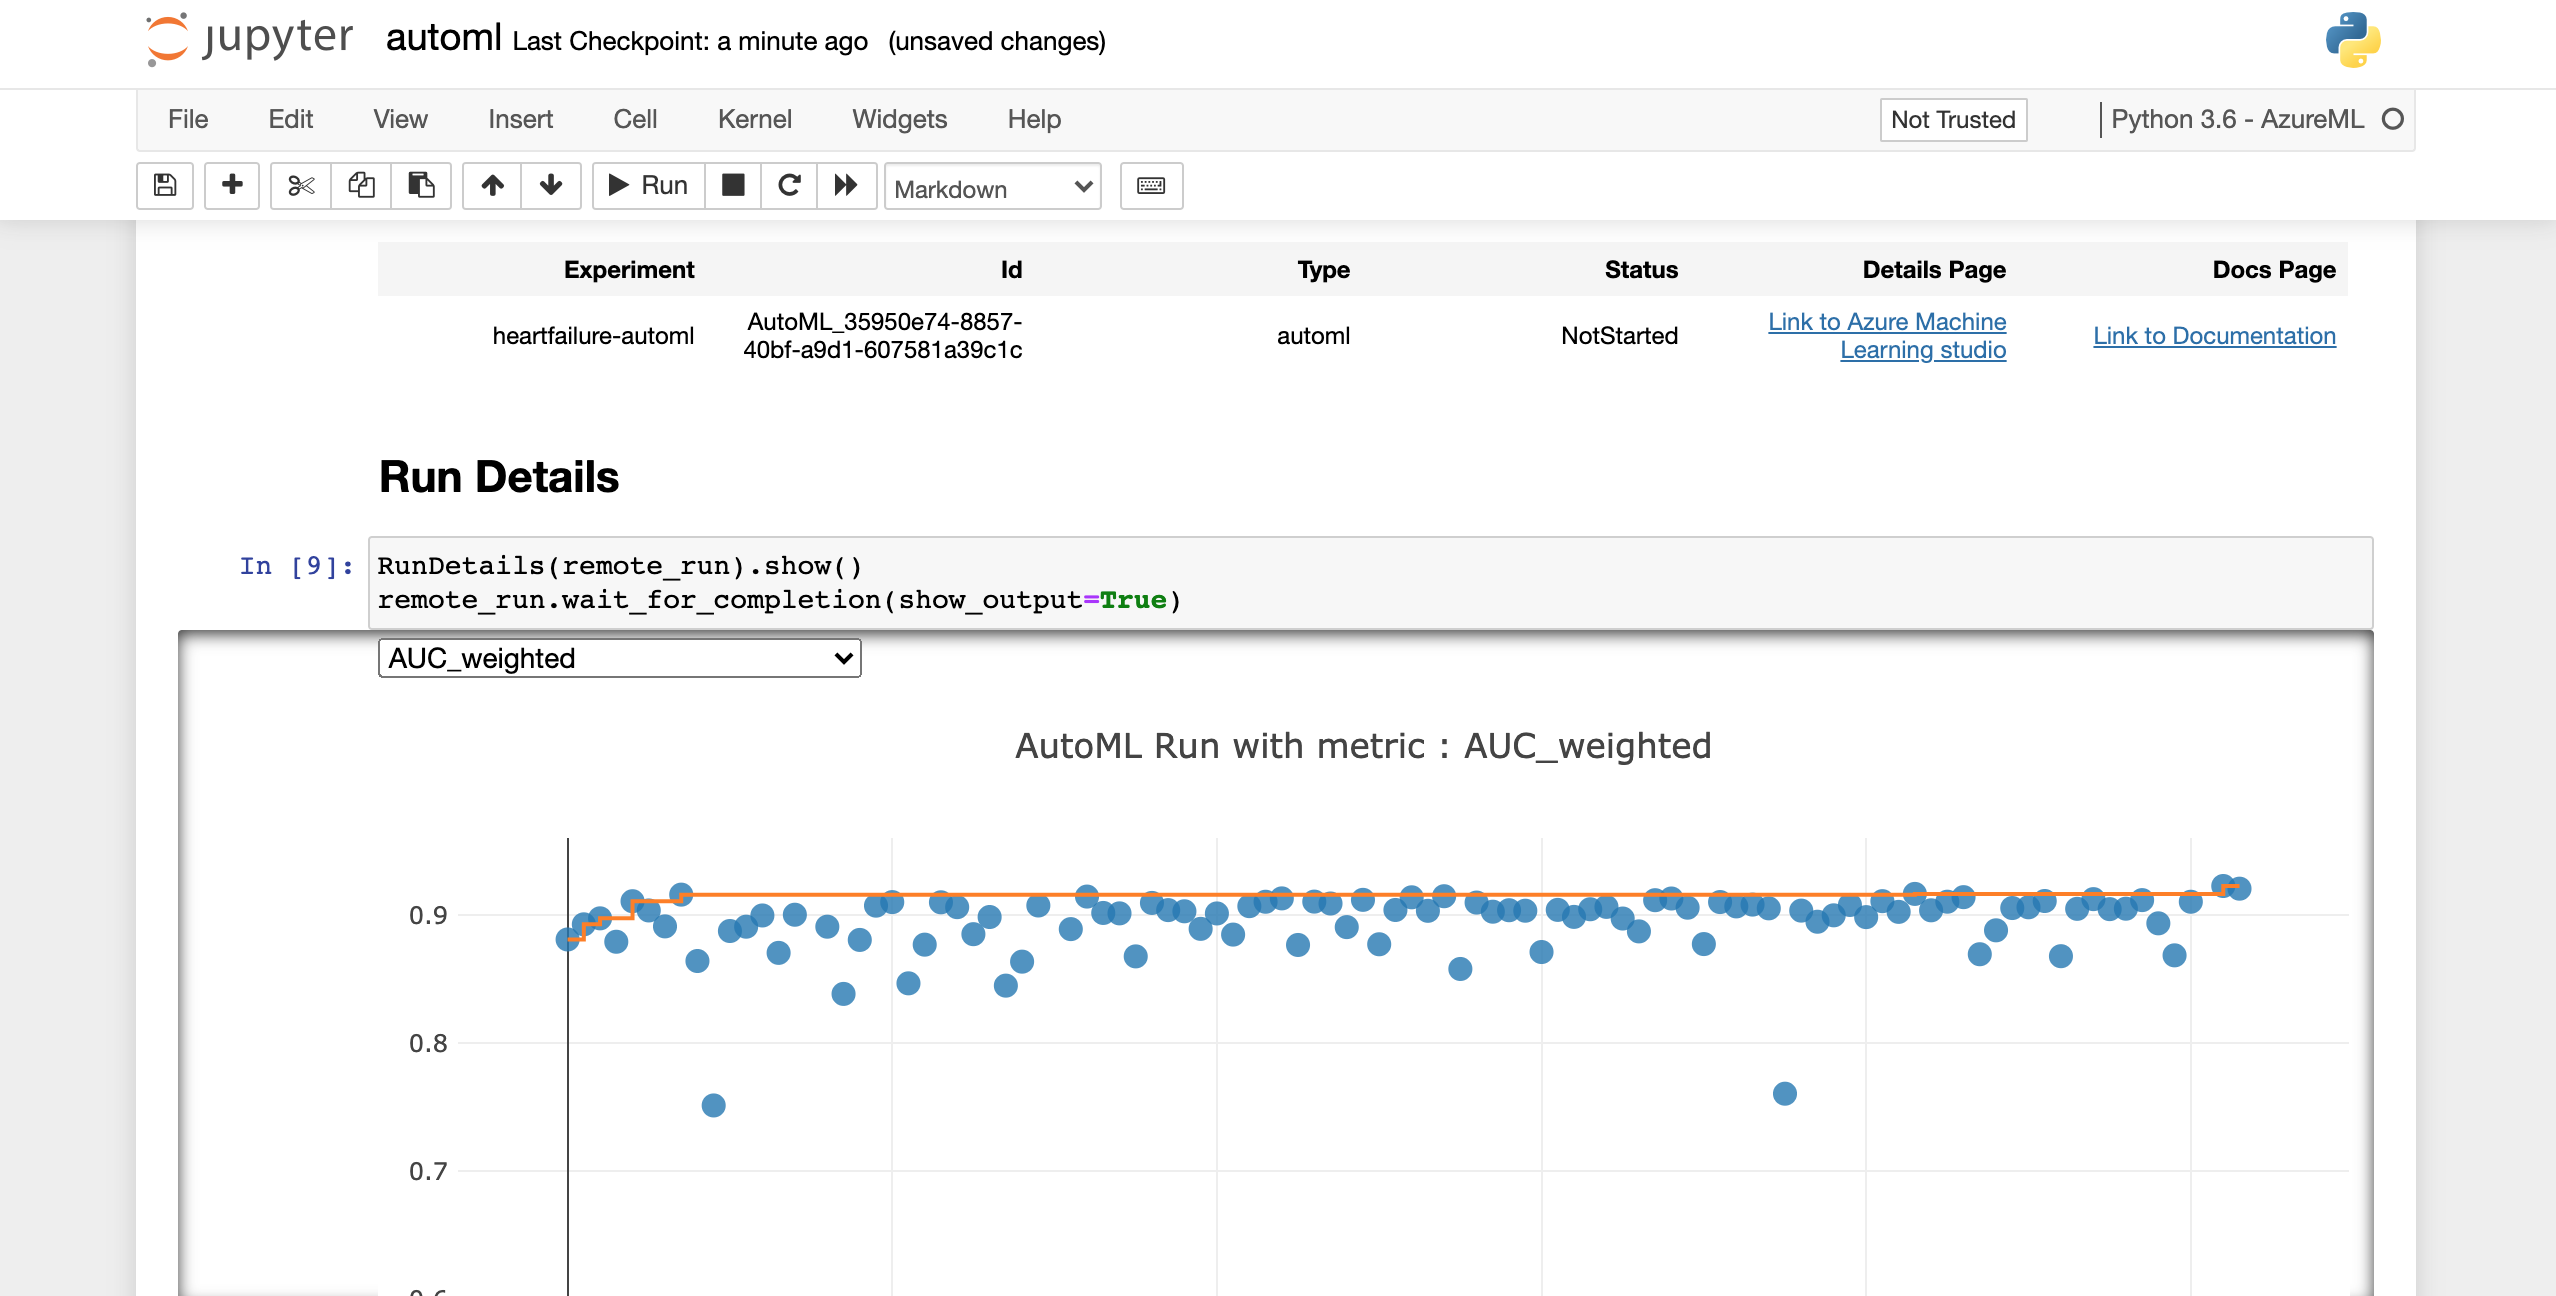 jupyter automl Last Checkpoint: a minute ago (unsaved changes)
File Edit View Insert Cell Kernel Widgets Help Not Trusted Python 3.6 - AzureML
Run Markdown
Experiment Id Type Status Details Page Docs Page
heartfailure-automl AutoML_35950e74-8857-
40bf-a9d1-607581a39c1c automl NotStarted Link to Azure Machine
Learning studio Link to Documentation
Run Details
In [9]: RunDetails(remote_run).show()
remote_run.wait_for_completion(show_output=True)
AUC_weighted
AutoML Run with metric : AUC_weighted
0.9
0.8
0.7